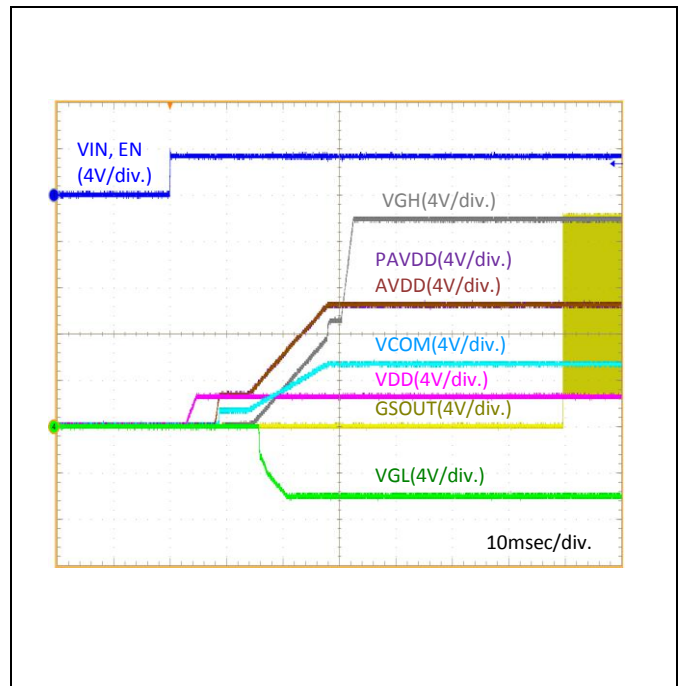 VIN, EN
(4V/div.)
VGH(4V/div.)
PAVDD(4V/div.)
AVDD(4V/div.)
VCOM(4V/div.)
VDD(4V/div.)
GSOUT(4V/div.)
VGL(4V/div.)
10msec/div.